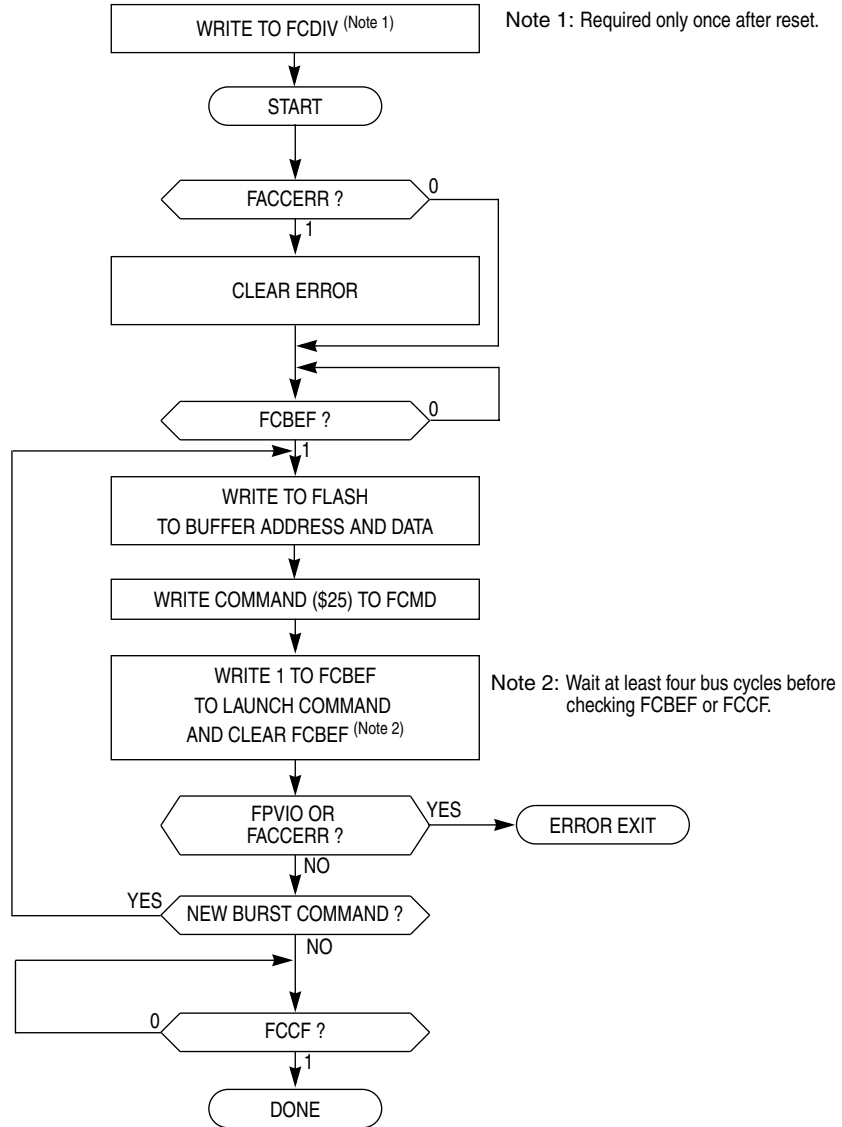 WRITE TO FCDIV (Note 1)
Note 1: Required only once after reset.
START
FACCERR ?
0
1
CLEAR ERROR
FCBEF ?
0
1
WRITE TO FLASH
TO BUFFER ADDRESS AND DATA
WRITE COMMAND ($25) TO FCMD
WRITE 1 TO FCBEF
TO LAUNCH COMMAND
AND CLEAR FCBEF (Note 2)
Note 2: Wait at least four bus cycles before
checking FCBEF or FCCF.
FPVIO OR
FACCERR ?
YES
ERROR EXIT
NO
YES
NEW BURST COMMAND ?
NO
0
FCCF ?
1
DONE